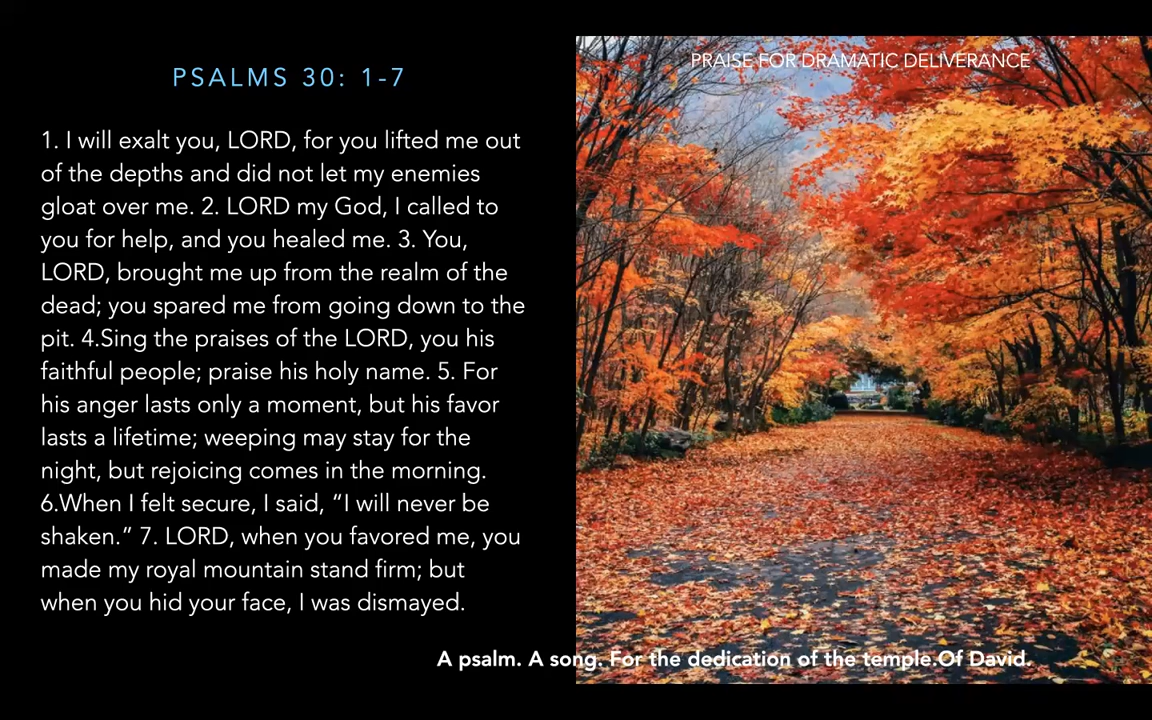 PRAISE FOR DRAMATIC DELIVERANCE
PSALMS 30: 1-7
1. I will exalt you, LORD, for you lifted me out
of the depths and did not let my enemies
gloat over me. 2. LORD my God, I called to
you for help, and you healed me. 3. You,
LORD, brought me up from the realm of the
dead; you spared me from going down to the
pit. 4.Sing the praises of the LORD, you his
faithful people; praise his holy name. 5. For
his anger lasts only a moment, but his favor
lasts a lifetime; weeping may stay for the
night, but rejoicing comes in the morning.
6.When I felt secure, I said, “I will never be
shaken.” 7. LORD, when you favored me, you
made my royal mountain stand firm; but
when you hid your face, I was dismayed.
A psalm. A song. For the dedication of the temple.Of David.